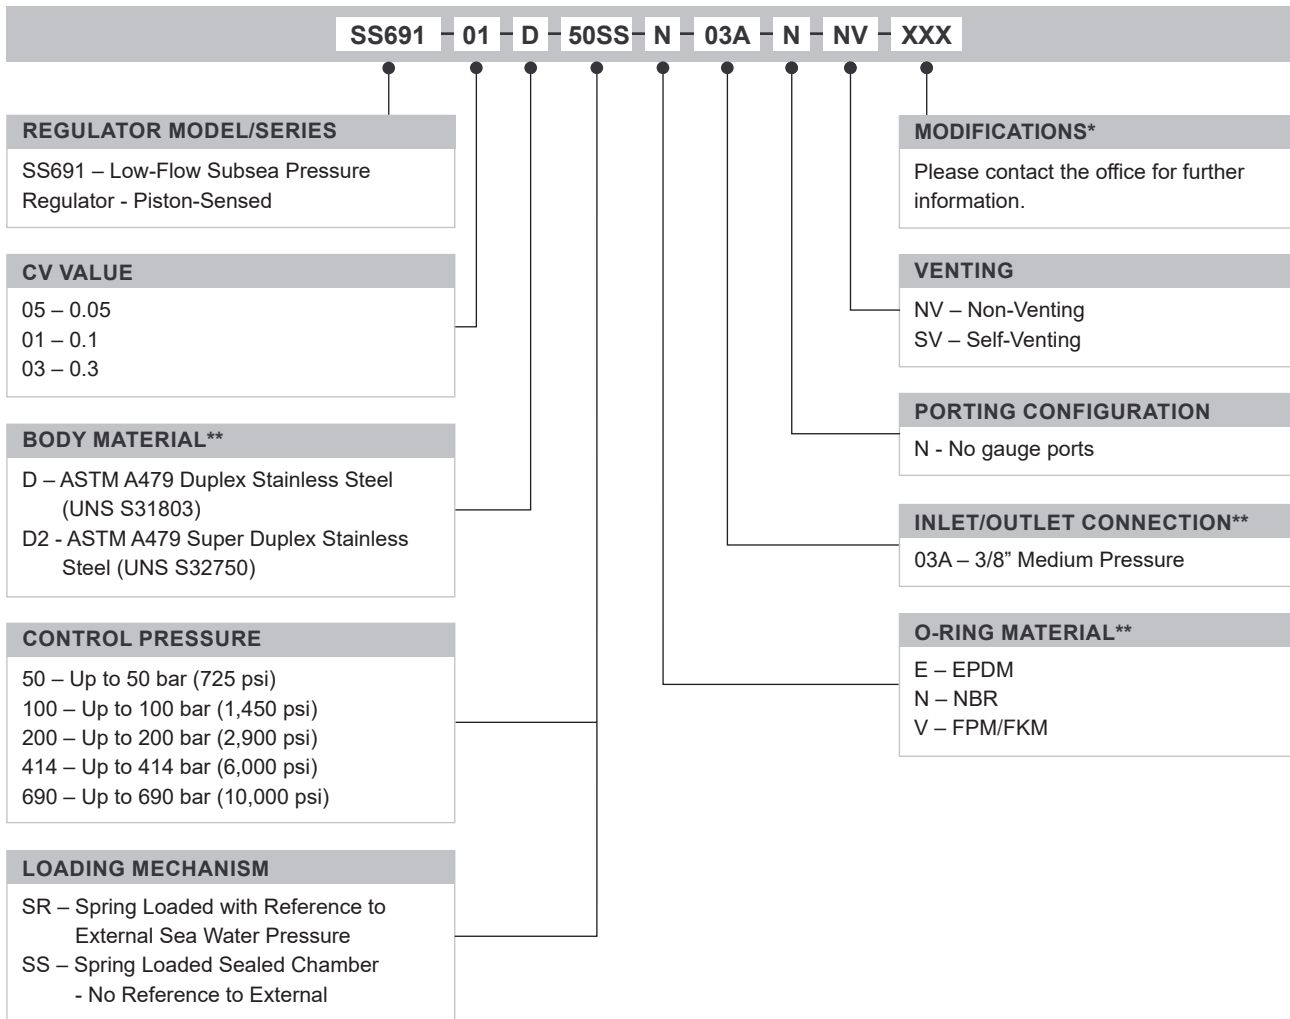 SS691 01 D 50SS N 03A N NV XXX
REGULATOR MODEL/SERIES
SS691 – Low-Flow Subsea Pressure
Regulator - Piston-Sensed
CV VALUE
05 – 0.05
01 – 0.1
03 – 0.3
BODY MATERIAL**
D – ASTM A479 Duplex Stainless Steel
(UNS S31803)
D2 - ASTM A479 Super Duplex Stainless
Steel (UNS S32750)
CONTROL PRESSURE
50 – Up to 50 bar (725 psi)
100 – Up to 100 bar (1,450 psi)
200 – Up to 200 bar (2,900 psi)
414 – Up to 414 bar (6,000 psi)
690 – Up to 690 bar (10,000 psi)
LOADING MECHANISM
SR – Spring Loaded with Reference to
External Sea Water Pressure
SS – Spring Loaded Sealed Chamber
- No Reference to External
MODIFICATIONS*
Please contact the office for further
information.
VENTING
NV – Non-Venting
SV – Self-Venting
PORTING CONFIGURATION
N - No gauge ports
INLET/OUTLET CONNECTION**
03A – 3/8” Medium Pressure
O-RING MATERIAL**
E – EPDM
N – NBR
V – FPM/FKM